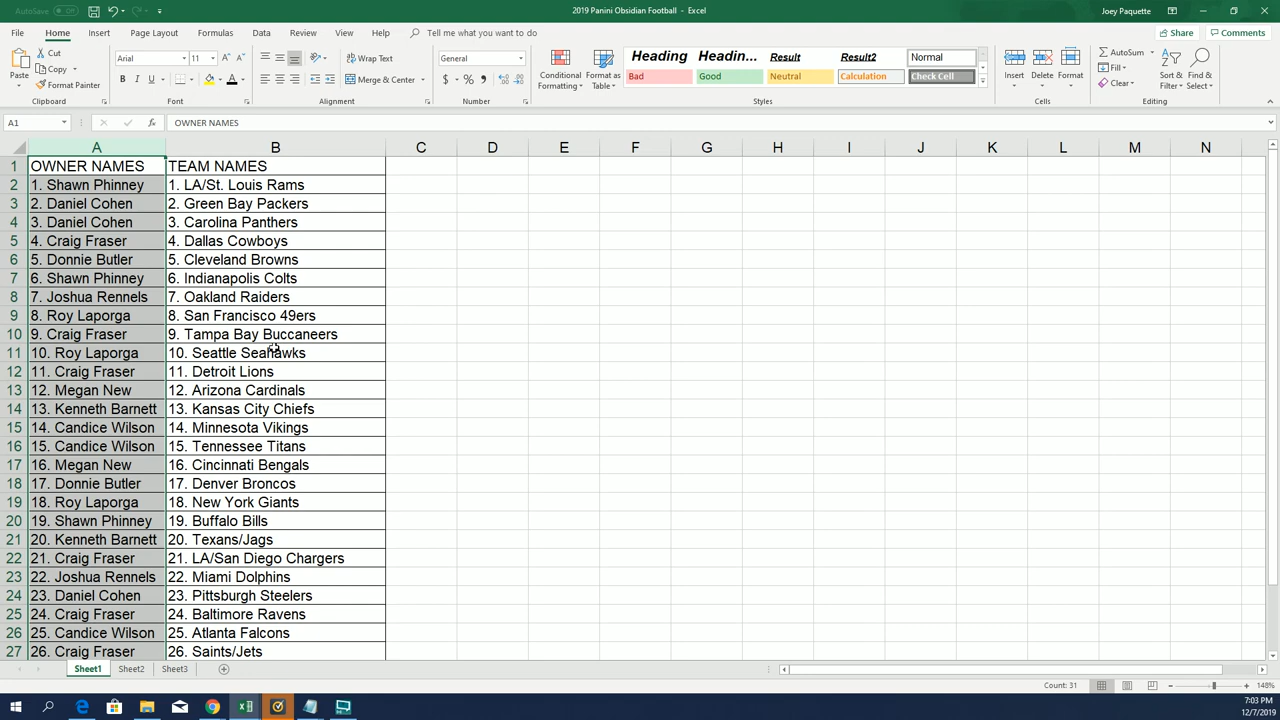 AutoSave Off 2019 Panini Obsidian Football - Excel Joey Paquette
File Home Insert Page Layout Formulas Data Review View Help Tell me what you want to do Share Comments
Paste Cut Copy Format Painter Clipboard
Arial 11 B I U Font
Wrap Text Merge & Center Alignment
General $ % Number
Conditional Formatting Format as Table Heading Headin... Result Result2 Normal
Bad Good Neutral Calculation Check Cell Styles
Insert Delete Format Cells
AutoSum Fill Clear Sort & Filter Find & Select Editing
A1 fx OWNER NAMES
A B C D E F G H I J K L M N
1 OWNER NAMES TEAM NAMES
2 1. Shawn Phinney 1. LA/St. Louis Rams
3 2. Daniel Cohen 2. Green Bay Packers
4 3. Daniel Cohen 3. Carolina Panthers
5 4. Craig Fraser 4. Dallas Cowboys
6 5. Donnie Butler 5. Cleveland Browns
7 6. Shawn Phinney 6. Indianapolis Colts
8 7. Joshua Rennels 7. Oakland Raiders
9 8. Roy Laporga 8. San Francisco 49ers
10 9. Craig Fraser 9. Tampa Bay Buccaneers
11 10. Roy Laporga 10. Seattle Seahawks
12 11. Craig Fraser 11. Detroit Lions
13 12. Megan New 12. Arizona Cardinals
14 13. Kenneth Barnett 13. Kansas City Chiefs
15 14. Candice Wilson 14. Minnesota Vikings
16 15. Candice Wilson 15. Tennessee Titans
17 16. Megan New 16. Cincinnati Bengals
18 17. Donnie Butler 17. Denver Broncos
19 18. Roy Laporga 18. New York Giants
20 19. Shawn Phinney 19. Buffalo Bills
21 20. Kenneth Barnett 20. Texans/Jags
22 21. Craig Fraser 21. LA/San Diego Chargers
23 22. Joshua Rennels 22. Miami Dolphins
24 23. Daniel Cohen 23. Pittsburgh Steelers
25 24. Craig Fraser 24. Baltimore Ravens
26 25. Candice Wilson 25. Atlanta Falcons
27 26. Craig Fraser 26. Saints/Jets
Sheet1 Sheet2 Sheet3
Count: 31 148%
7:03 PM
12/7/2019